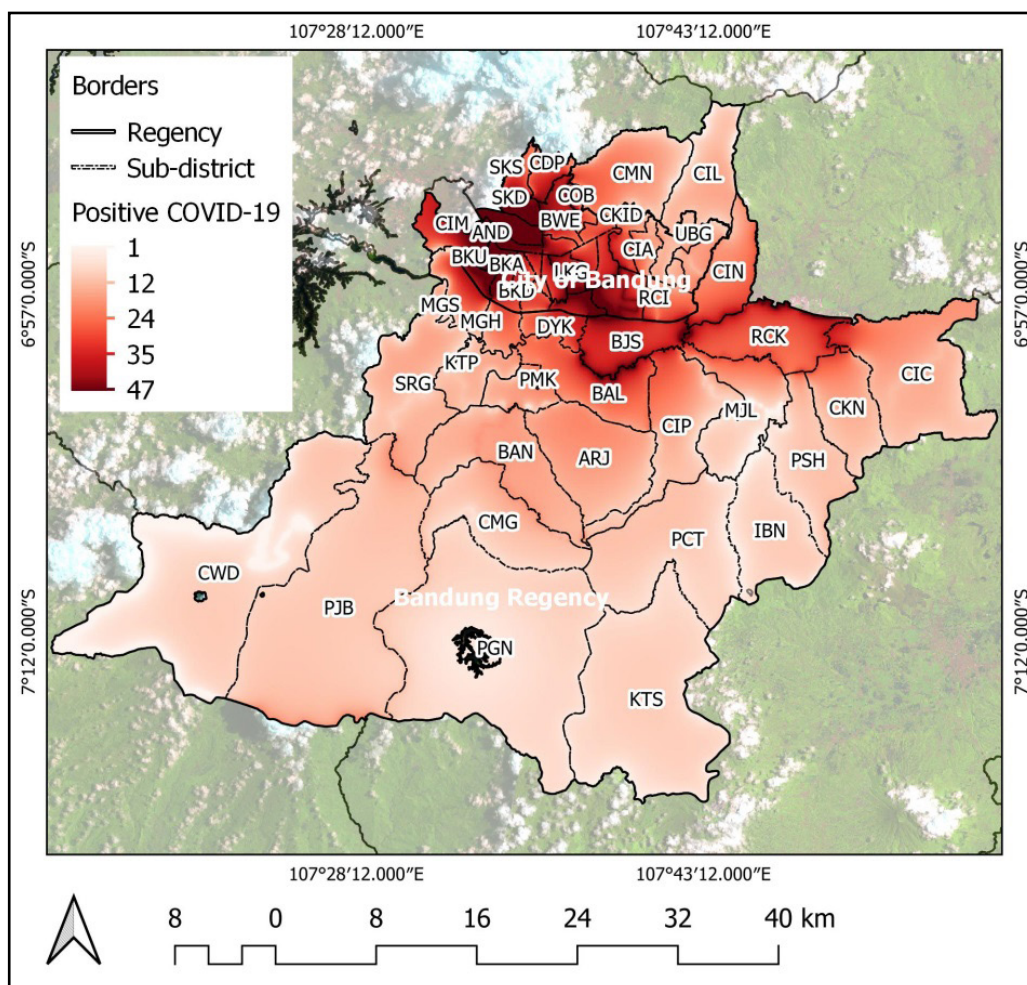 107°28′12.000″E 107°43′12.000″E
Borders
Regency
Sub-district
Positive COVID-19
1
12
24
35
47
6°57′0.000″S
7°12′0.000″S
6°57′0.000″S
7°12′0.000″S
SKS
CDP
CMN
CIL
SKD
COB
CIM
AND
BWE
CKID
UBG
CIA
BKU
BKA
LKG
CIN
City of Bandung
BKD
RCI
MGS
MGH
DYK
BJS
RCK
KTP
SRG
PMK
BAL
CIC
MJL
CKN
CIP
BAN
ARJ
PSH
CMG
IBN
PCT
CWD
PJB
Bandung Regency
PGN
KTS
107°28′12.000″E 107°43′12.000″E
8 0 8 16 24 32 40 km